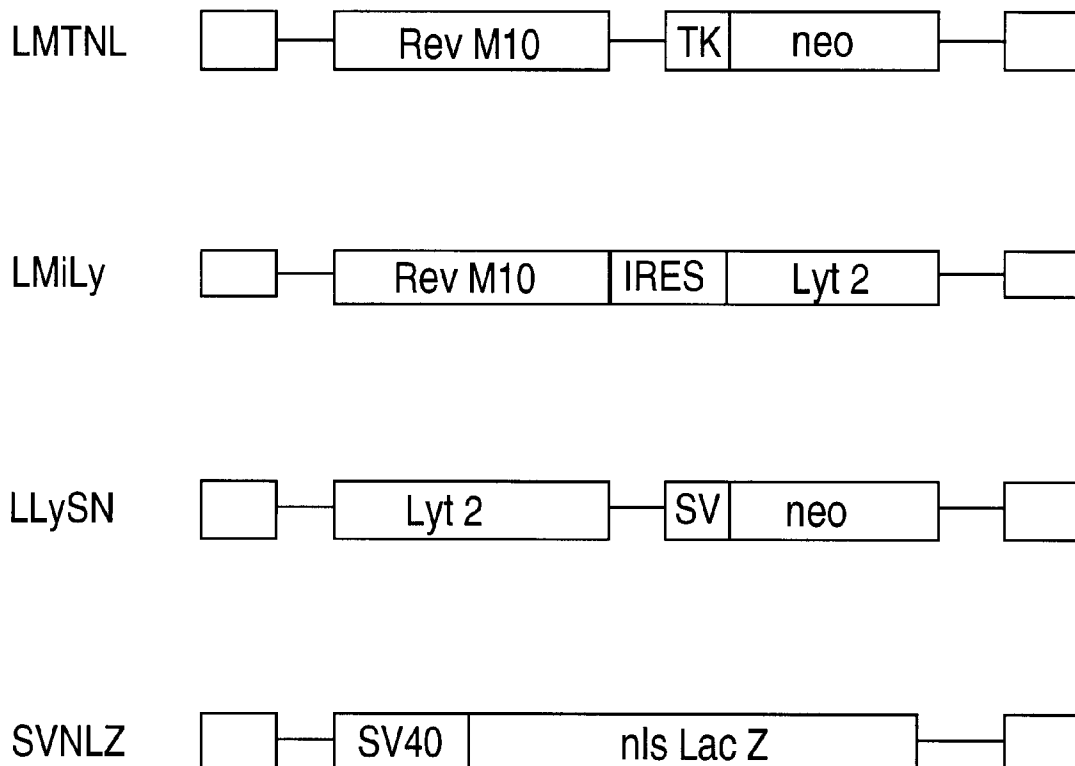 LMTNL Rev M10 TK neo
LMiLy Rev M10 IRES Lyt 2
LLySN Lyt 2 SV neo
SVNLZ SV40 nls Lac Z